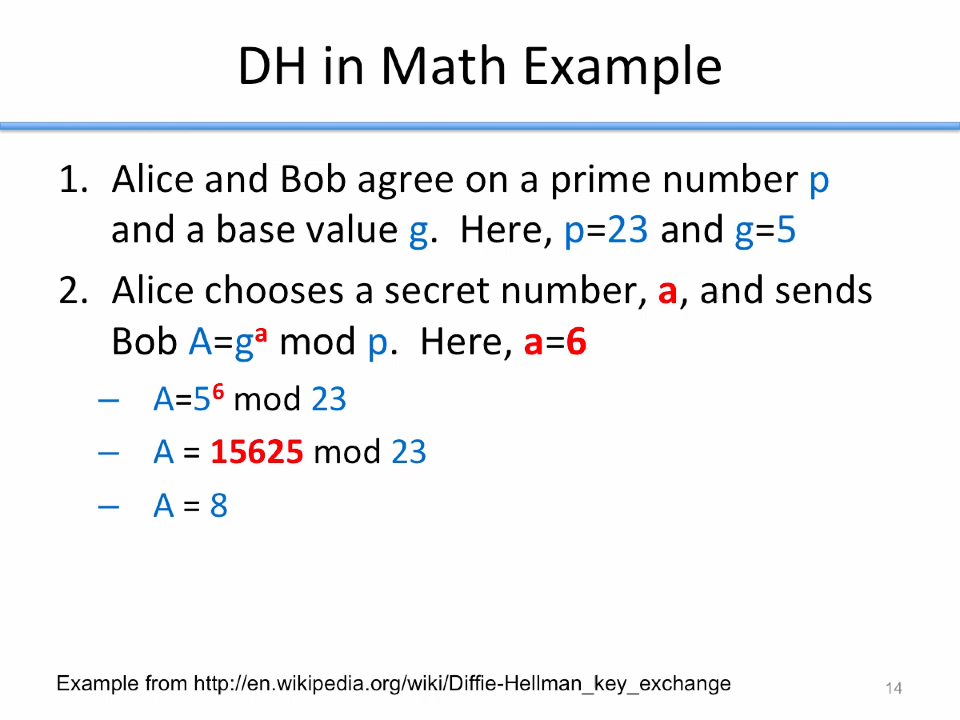 DH in Math Example
1. Alice and Bob agree on a prime number p
and a base value g. Here, p=23 and g=5
2. Alice chooses a secret number, a, and sends
Bob A=gᵃ mod p. Here, a=6
– A=5⁶ mod 23
– A = 15625 mod 23
– A = 8
Example from http://en.wikipedia.org/wiki/Diffie-Hellman_key_exchange
14